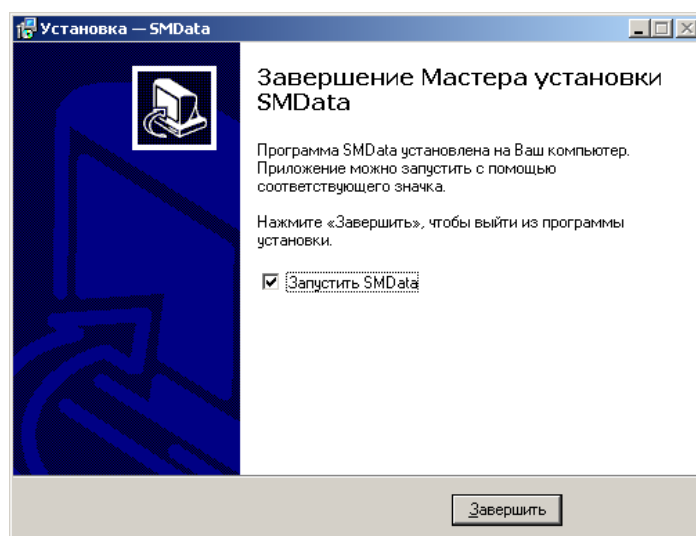 Установка — SMData
Завершение Мастера установки
SMData
Программа SMData установлена на Ваш компьютер.
Приложение можно запустить с помощью
соответствующего значка.
Нажмите «Завершить», чтобы выйти из программы
установки.
Запустить SMData
Завершить